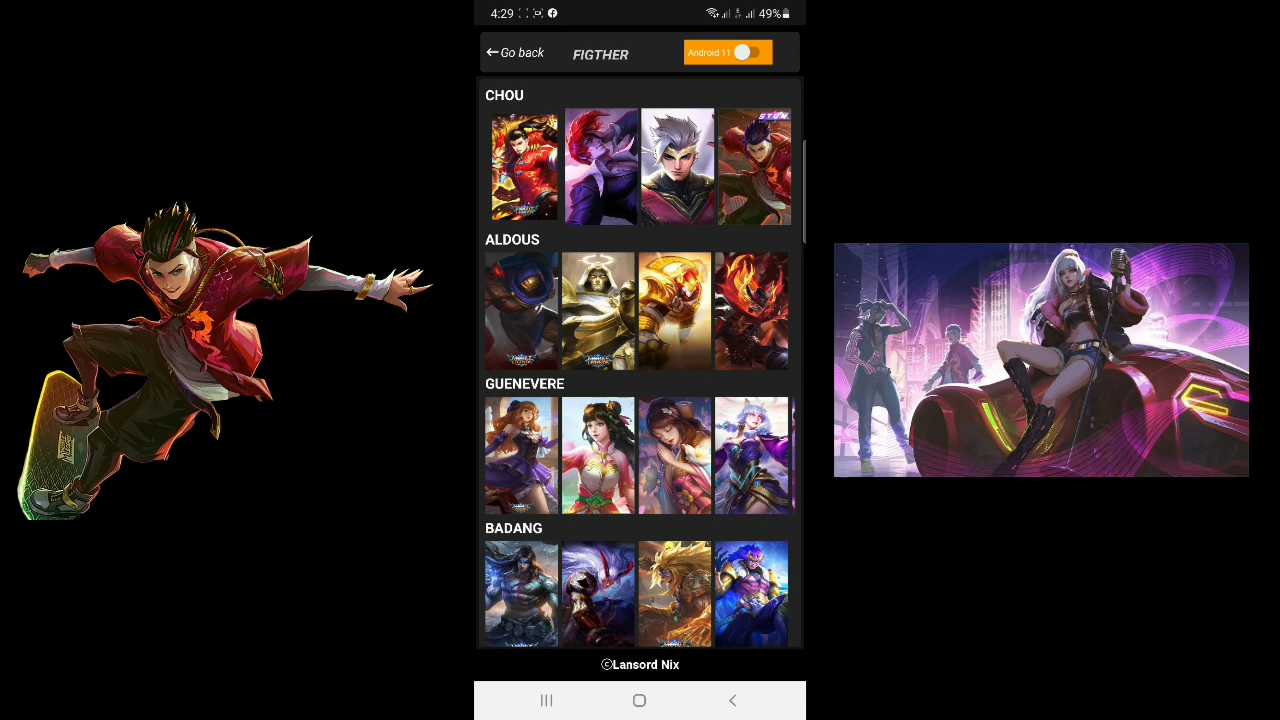 4:29
49%
Go back
FIGTHER
Android 11
CHOU
S.T.U.N.
ALDOUS
GUENEVERE
BADANG
©Lansord Nix